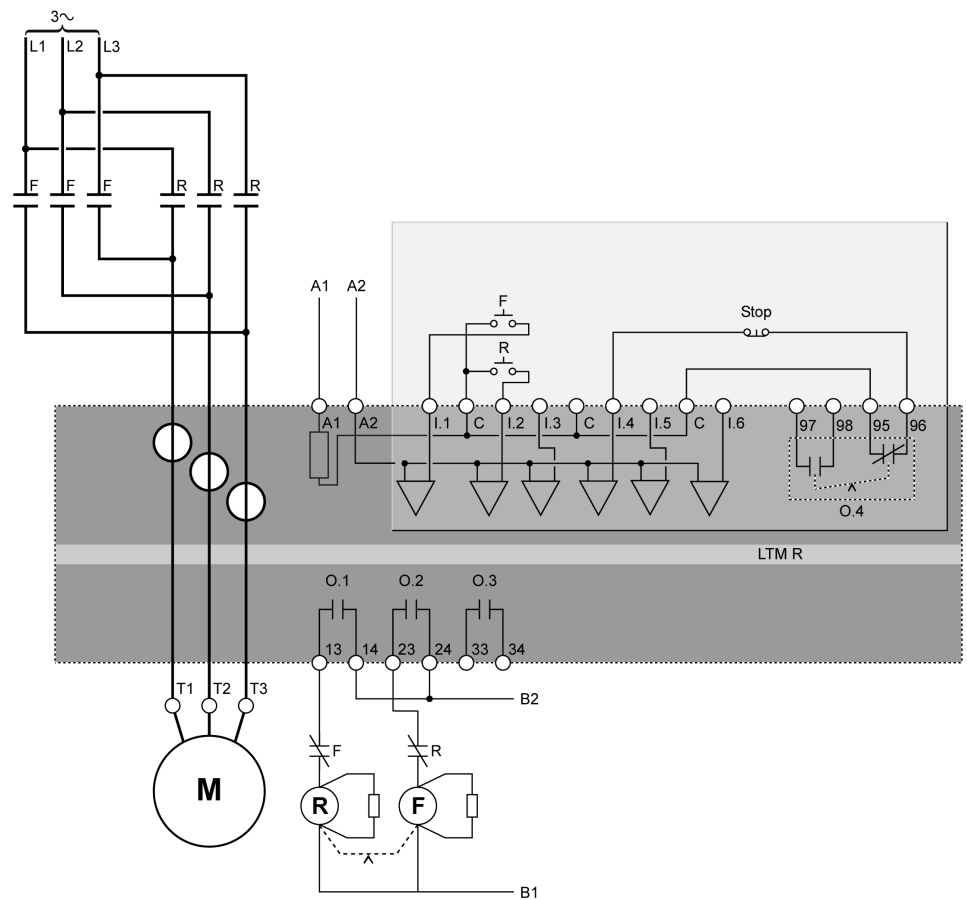 3~
L1 L2 L3
F F F R R R
A1 A2
F
R
Stop
A1 A2 I.1 C I.2 I.3 C I.4 I.5 C I.6 97 98 95 96
O.4
LTM R
O.1 O.2 O.3
13 14 23 24 33 34
T1 T2 T3
B2
F R
M
R F
B1